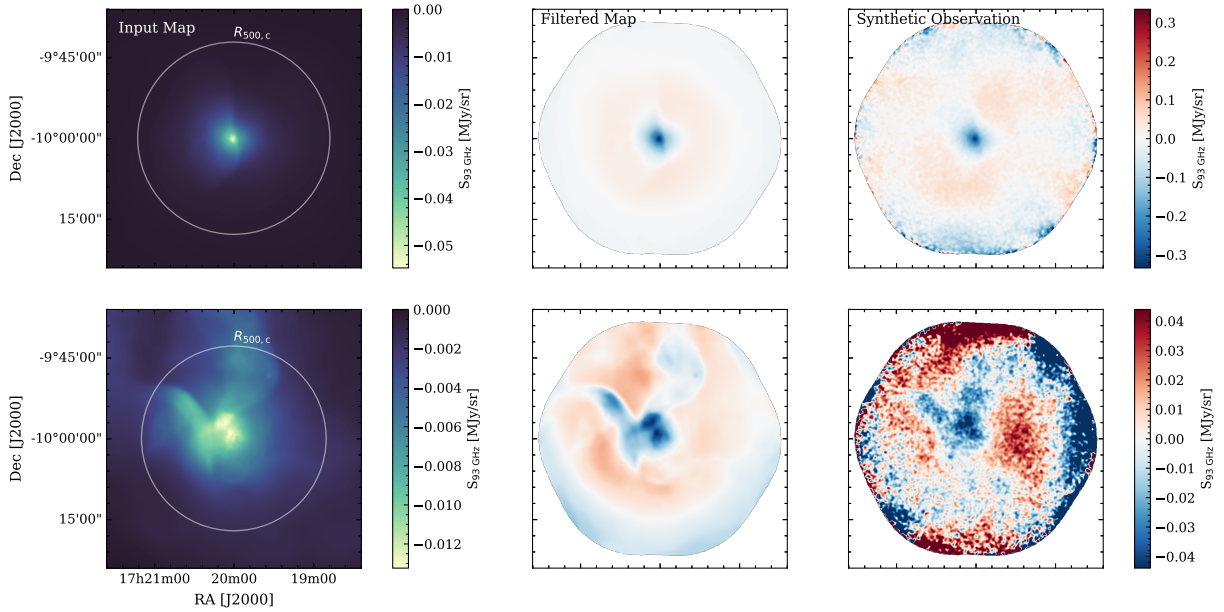 Input Map
R500,c
Dec [J2000]
-9°45'00"
-10°00'00"
15'00"
0.00
−0.01
−0.02
−0.03
−0.04
−0.05
S93 GHz [MJy/sr]
Filtered Map
Synthetic Observation
0.3
0.2
0.1
0.0
−0.1
−0.2
−0.3
S93 GHz [MJy/sr]
R500,c
Dec [J2000]
-9°45'00"
-10°00'00"
15'00"
17h21m00 20m00 19m00
RA [J2000]
0.000
−0.002
−0.004
−0.006
−0.008
−0.010
−0.012
S93 GHz [MJy/sr]
0.04
0.03
0.02
0.01
0.00
−0.01
−0.02
−0.03
−0.04
S93 GHz [MJy/sr]